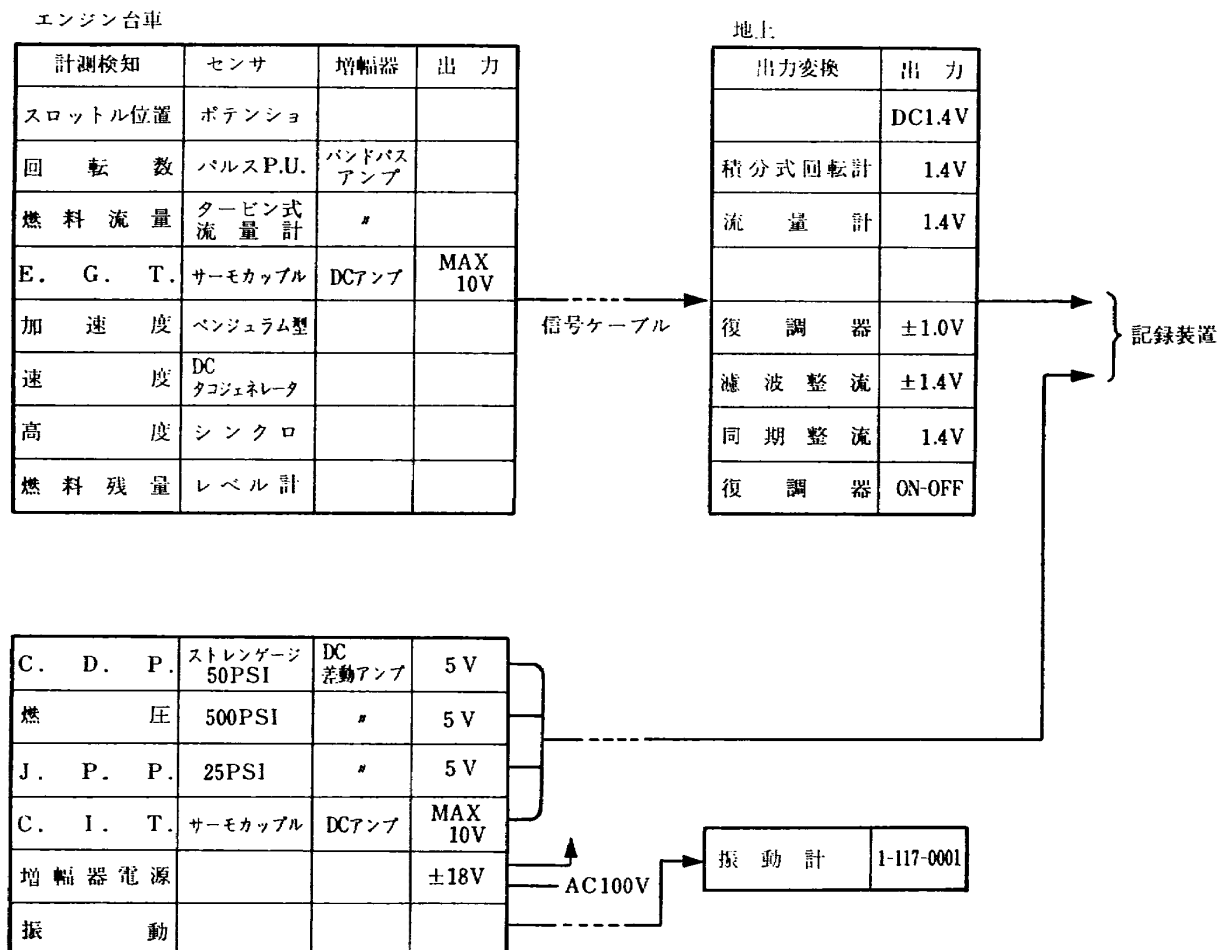 エンジン台車
計測検知 センサ 増幅器 出力
スロットル位置 ポテンショ
回転数 パルスP.U. バンドパス
アンプ
燃料流量 タービン式
流量計 〃
E. G. T. サーモカップル DCアンプ MAX
10V
加速度 ペンジュラム型
速度 DC
タコジェネレータ
高度 シンクロ
燃料残量 レベル計
信号ケーブル
地上
出力変換 出力
DC1.4V
積分式回転計 1.4V
流量計 1.4V
復調器 ±1.0V
濾波整流 ±1.4V
同期整流 1.4V
復調器 ON-OFF
記録装置
C. D. P. ストレンゲージ
50PSI DC
差動アンプ 5V
燃圧 500PSI 〃 5V
J. P. P. 25PSI 〃 5V
C. I. T. サーモカップル DCアンプ MAX
10V
増幅器電源 ±18V
AC100V
振動
振動計 1-117-0001